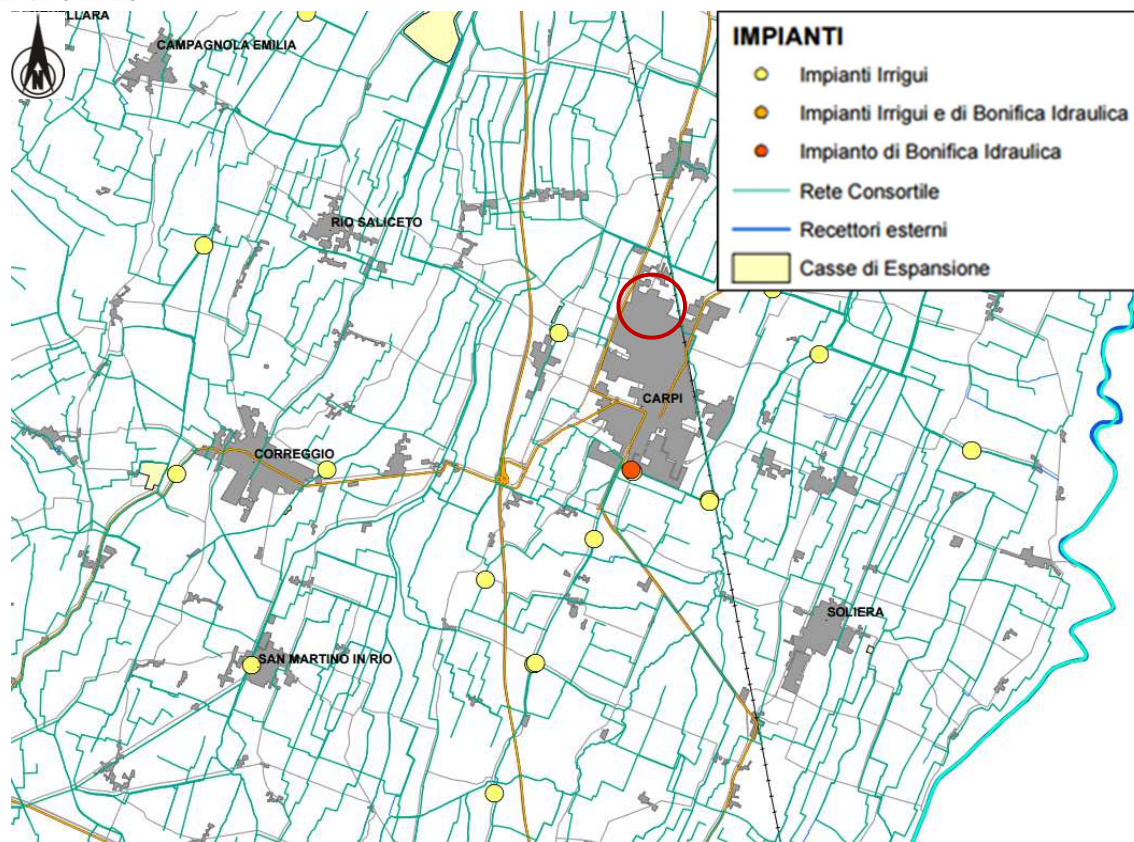 LLARA
CAMPAGNOLA EMILIA
N
RIO SALICETO
CARPI
CORREGGIO
SAN MARTINO IN RIO
SOLIERA
IMPIANTI
Impianti Irrigui
Impianti Irrigui e di Bonifica Idraulica
Impianto di Bonifica Idraulica
Rete Consortile
Recettori esterni
Casse di Espansione